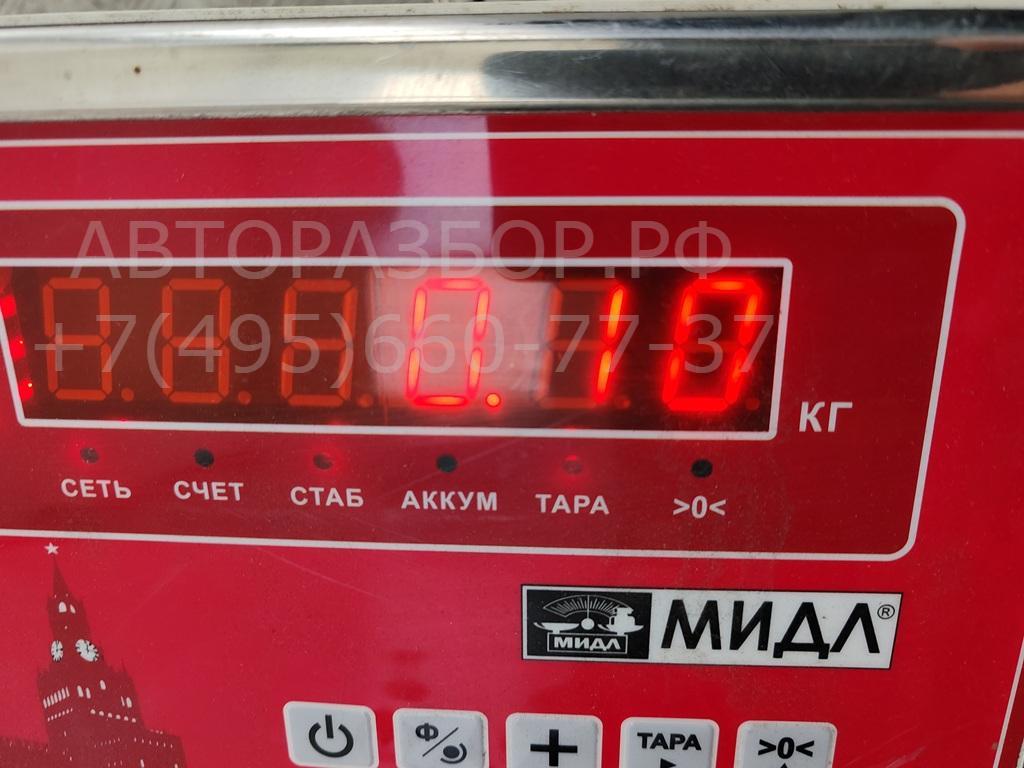 АВТОРАЗБОР.РФ
+7(495)660-77-37
0.10
КГ
СЕТЬ СЧЕТ СТАБ АККУМ ТАРА >0<
МИДЛ МИДЛ®
Ф
+ ТАРА >0<